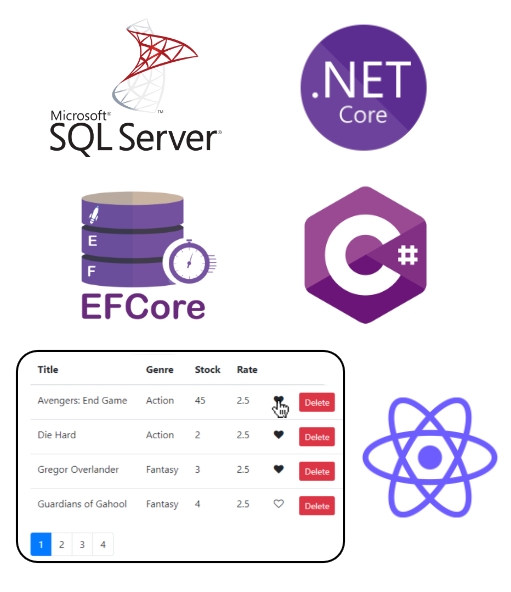 Microsoft®
SQL Server®
™
.NET
Core
E
F
EFCore
C#
Title Genre Stock Rate
Avengers: End Game Action 45 2.5 Delete
Die Hard Action 2 2.5 Delete
Gregor Overlander Fantasy 3 2.5 Delete
Guardians of Gahool Fantasy 4 2.5 Delete
1 2 3 4